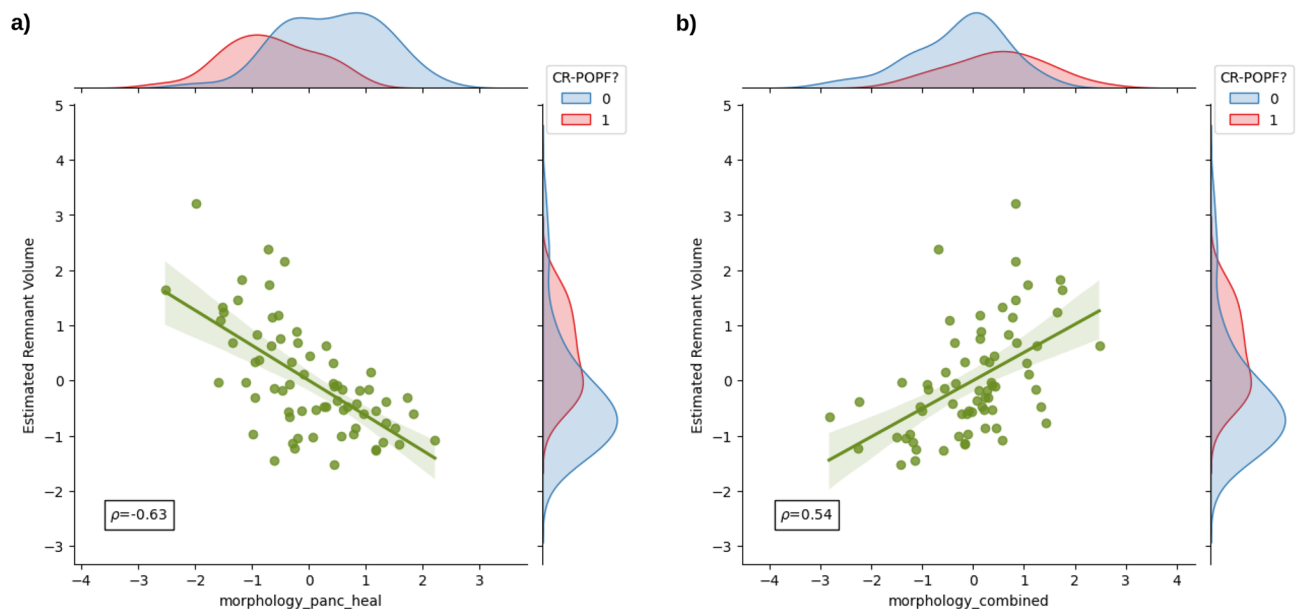 a)
CR-POPF?
0
1
5
4
3
2
1
0
−1
−2
−3
Estimated Remnant Volume
ρ=-0.63
−4 −3 −2 −1 0 1 2 3
morphology_panc_heal
b)
CR-POPF?
0
1
5
4
3
2
1
0
−1
−2
−3
Estimated Remnant Volume
ρ=0.54
−4 −3 −2 −1 0 1 2 3 4
morphology_combined